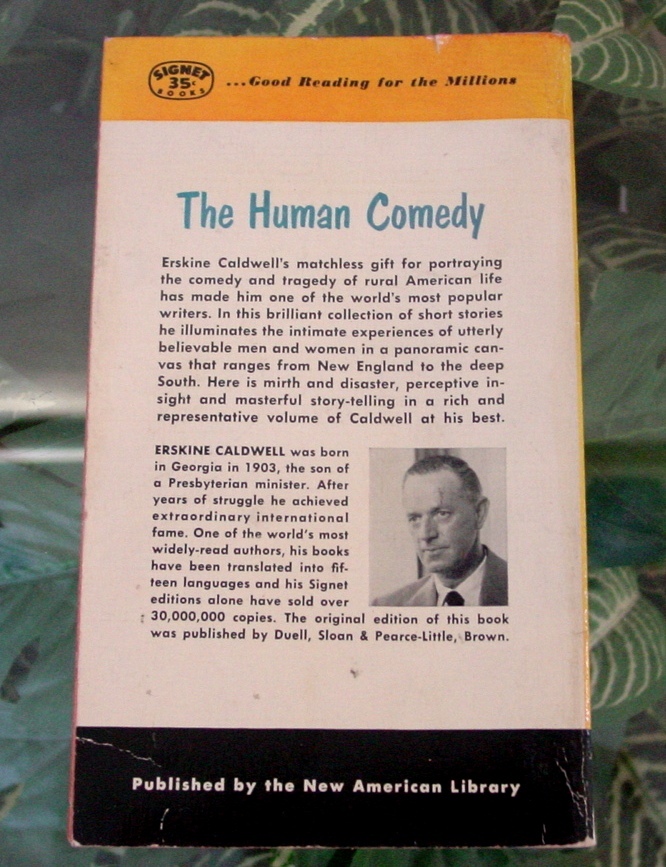 SIGNET
35¢
BOOKS
...Good Reading for the Millions
The Human Comedy
Erskine Caldwell's matchless gift for portraying
the comedy and tragedy of rural American life
has made him one of the world's most popular
writers. In this brilliant collection of short stories
he illuminates the intimate experiences of utterly
believable men and women in a panoramic can-
vas that ranges from New England to the deep
South. Here is mirth and disaster, perceptive in-
sight and masterful story-telling in a rich and
representative volume of Caldwell at his best.
ERSKINE CALDWELL was born
in Georgia in 1903, the son of
a Presbyterian minister. After
years of struggle he achieved
extraordinary international
fame. One of the world's most
widely-read authors, his books
have been translated into fif-
teen languages and his Signet
editions alone have sold over
30,000,000 copies. The original edition of this book
was published by Duell, Sloan & Pearce-Little, Brown.
Published by the New American Library